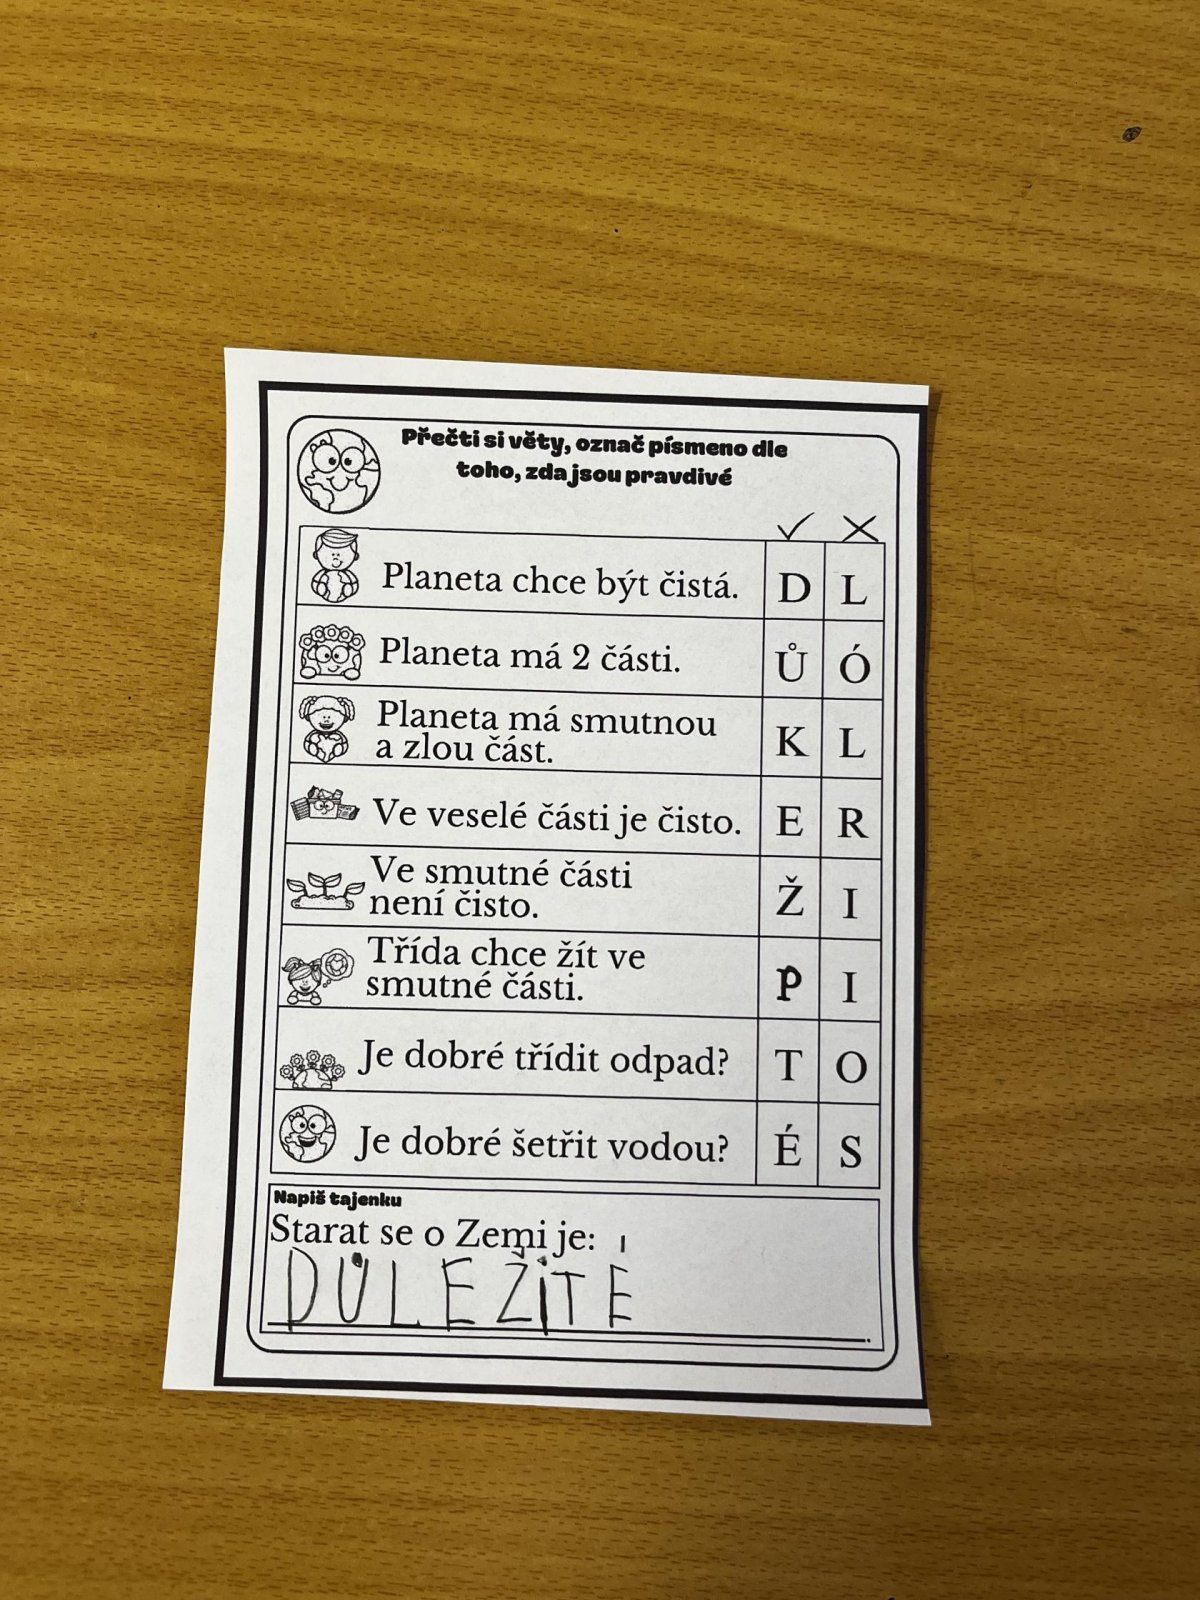 Přečti si věty, označ písmeno dle
toho, zda jsou pravdivé
Planeta chce být čistá. D L
Planeta má 2 části. Ů Ó
Planeta má smutnou
a zlou část. K L
Ve veselé části je čisto. E R
Ve smutné části
není čisto. Ž I
Třída chce žít ve
smutné části. P I
Je dobré třídit odpad? T O
Je dobré šetřit vodou? É S
Napiš tajenku
Starat se o Zemi je:
DŮLEŽITÉ